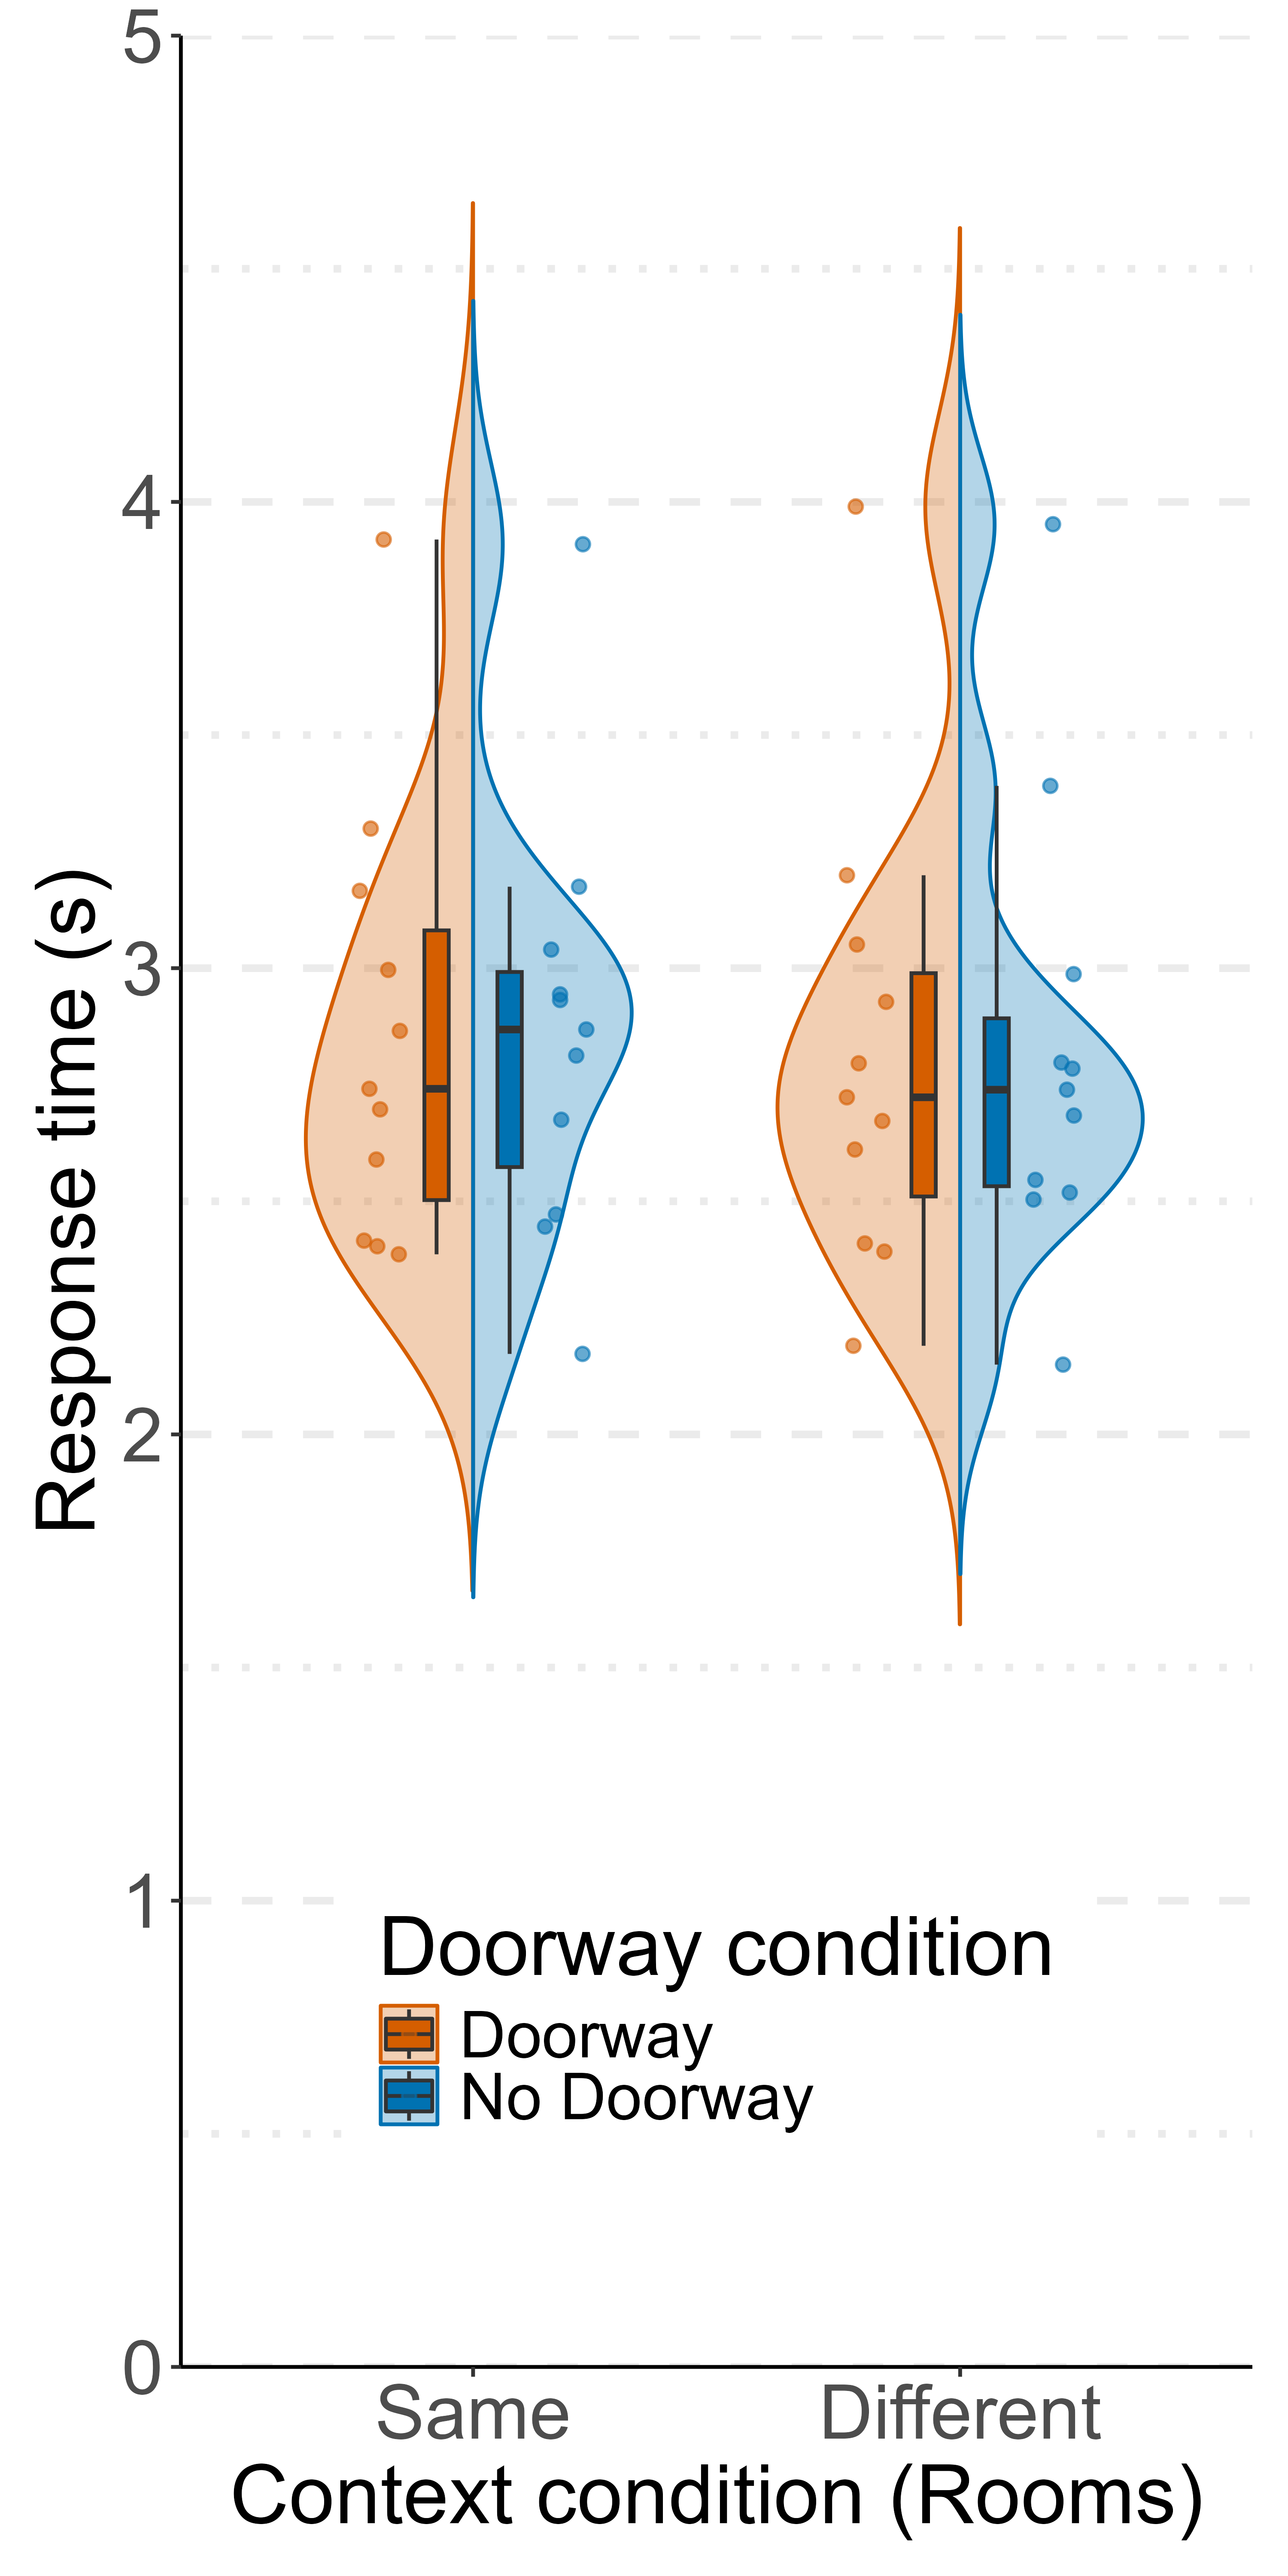 Response time (s)
5
4
3
2
1
0
Doorway condition
Doorway
No Doorway
Same Different
Context condition (Rooms)